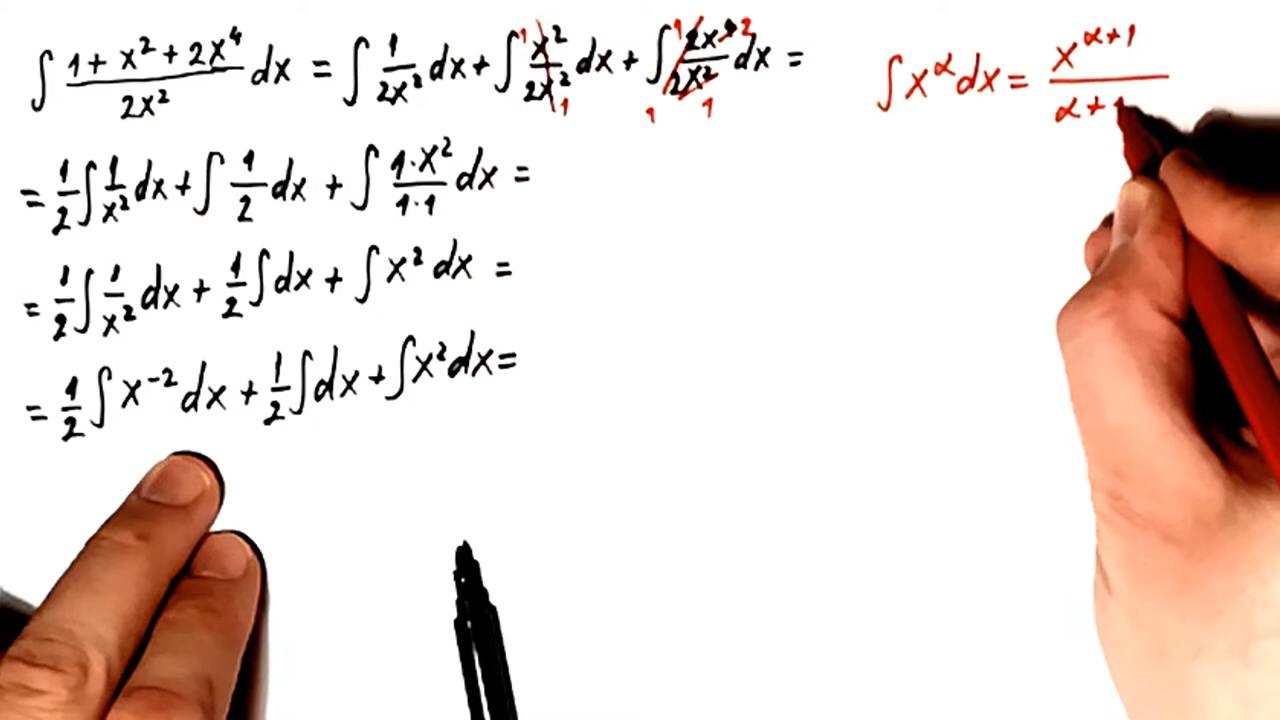 ∫ (1 + x² + 2x⁴)/(2x²) dx = ∫ 1/(2x²) dx + ∫ x²/(2x²) dx + ∫ 2x⁴/(2x²) dx =
= 1/2 ∫ 1/x² dx + ∫ 1/2 dx + ∫ (1·x²)/(1·1) dx =
= 1/2 ∫ 1/x² dx + 1/2 ∫ dx + ∫ x² dx =
= 1/2 ∫ x⁻² dx + 1/2 ∫ dx + ∫ x² dx =
∫ x^α dx = x^(α+1)/(α+1)